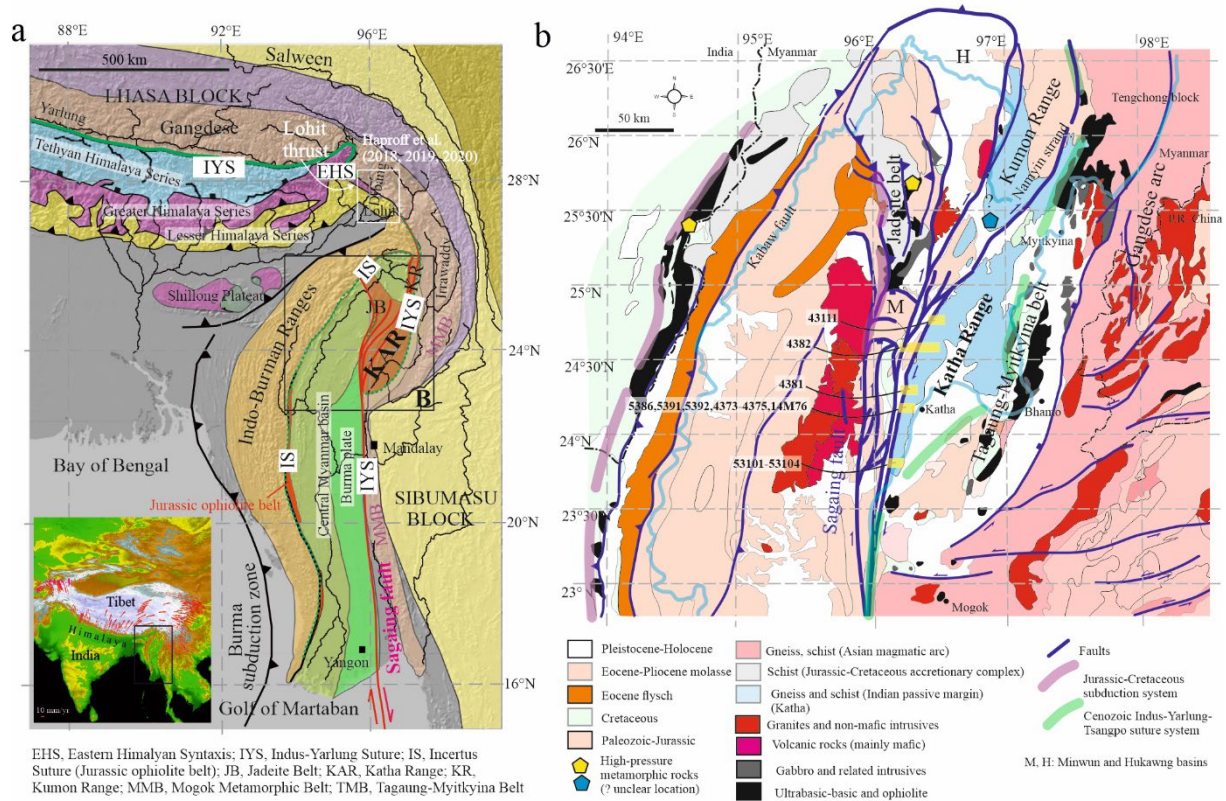 a
88°E
92°E
96°E
500 km
Salween
LHASA BLOCK
Yarlung
Gangdese
Lohit
thrust
Haproff et al.
(2018, 2019, 2020)
Tethyan Himalaya Series
IYS
EHS
Dibang
Lohit
28°N
Greater Himalaya Series
Lesser Himalaya Series
Shillong Plateau
IS
KR
JB
IYS
Irrawaddy
Indo-Burman Ranges
KAR
MMB
24°N
B
Central Myanmar basin
Burma plate
Mandalay
Bay of Bengal
IS
IYS
Jurassic ophiolite belt
MMB
SIBUMASU
BLOCK
20°N
Burma
subduction zone
Sagaing fault
Yangon
16°N
Golf of Martaban
Tibet
Himalaya
India
10 mm/yr
EHS, Eastern Himalyan Syntaxis; IYS, Indus-Yarlung Suture; IS, Incertus
Suture (Jurassic ophiolite belt); JB, Jadeite Belt; KAR, Katha Range; KR,
Kumon Range; MMB, Mogok Metamorphic Belt; TMB, Tagaung-Myitkyina Belt
b
94°E
95°E
96°E
97°E
98°E
India
Myanmar
H
26°30'E
N
W
E
S
50 km
Tengchong block
26°N
Kumon Range
Namyin strand
Myanmar
P.R. China
Jadeite belt
Kabaw fault
25°30'N
Myitkyina
Gangdese arc
25°N
M
43111
4382
24°30'N
Katha Range
Tagaung-Myitkyina belt
4381
5386,5391,5392,4373-4375,14M76
Katha
Bhamo
24°N
53101-53104
Sagaing fault
23°30'N
23°
Mogok
Pleistocene-Holocene
Eocene-Pliocene molasse
Eocene flysch
Cretaceous
Paleozoic-Jurassic
High-pressure
metamorphic rocks
(? unclear location)
Gneiss, schist (Asian magmatic arc)
Schist (Jurassic-Cretaceous accretionary complex)
Gneiss and schist (Indian passive margin)
(Katha)
Granites and non-mafic intrusives
Volcanic rocks (mainly mafic)
Gabbro and related intrusives
Ultrabasic-basic and ophiolite
Faults
Jurassic-Cretaceous
subduction system
Cenozoic Indus-Yarlung-
Tsangpo suture system
M, H: Minwun and Hukawng basins